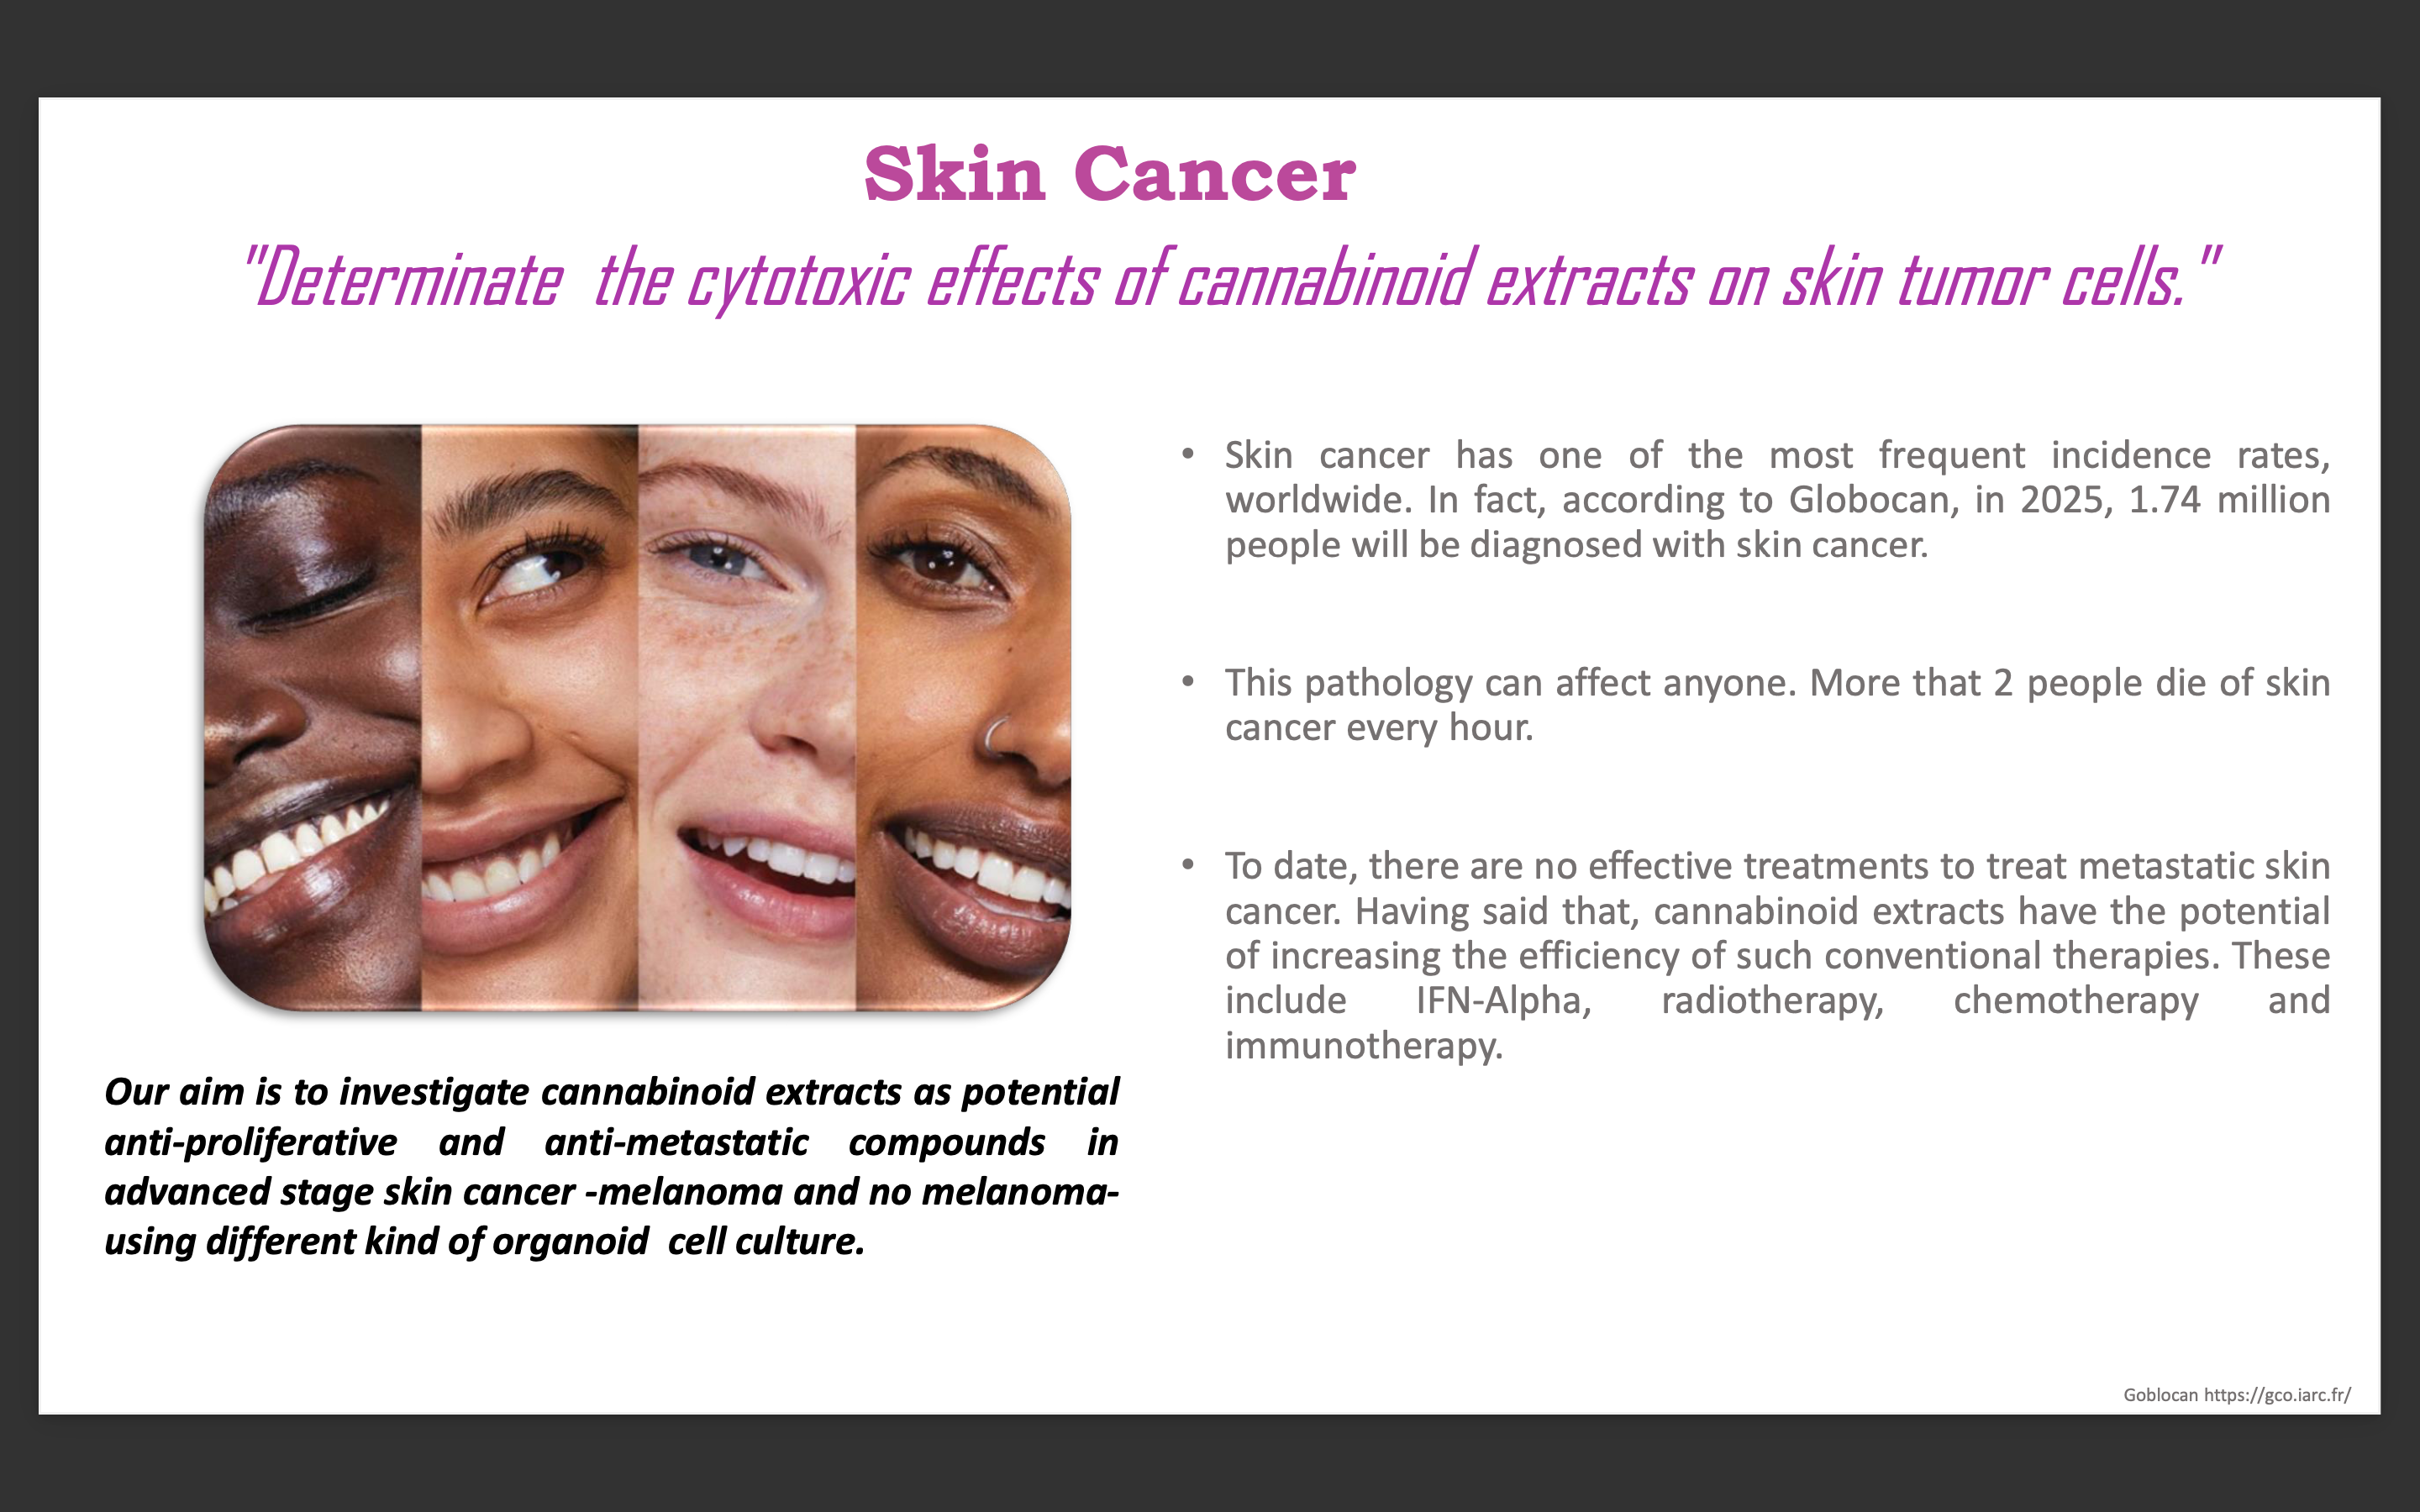 Skin Cancer
"Determinate  the cytotoxic effects of cannabinoid extracts on skin tumor cells."
• Skin cancer has one of the most frequent incidence rates,
worldwide. In fact, according to Globocan, in 2025, 1.74 million
people will be diagnosed with skin cancer.
• This pathology can affect anyone. More that 2 people die of skin
cancer every hour.
• To date, there are no effective treatments to treat metastatic skin
cancer. Having said that, cannabinoid extracts have the potential
of increasing the efficiency of such conventional therapies. These
include IFN-Alpha, radiotherapy, chemotherapy and
immunotherapy.
Our aim is to investigate cannabinoid extracts as potential
anti-proliferative and anti-metastatic compounds in
advanced stage skin cancer -melanoma and no melanoma-
using different kind of organoid  cell culture.
Goblocan https://gco.iarc.fr/